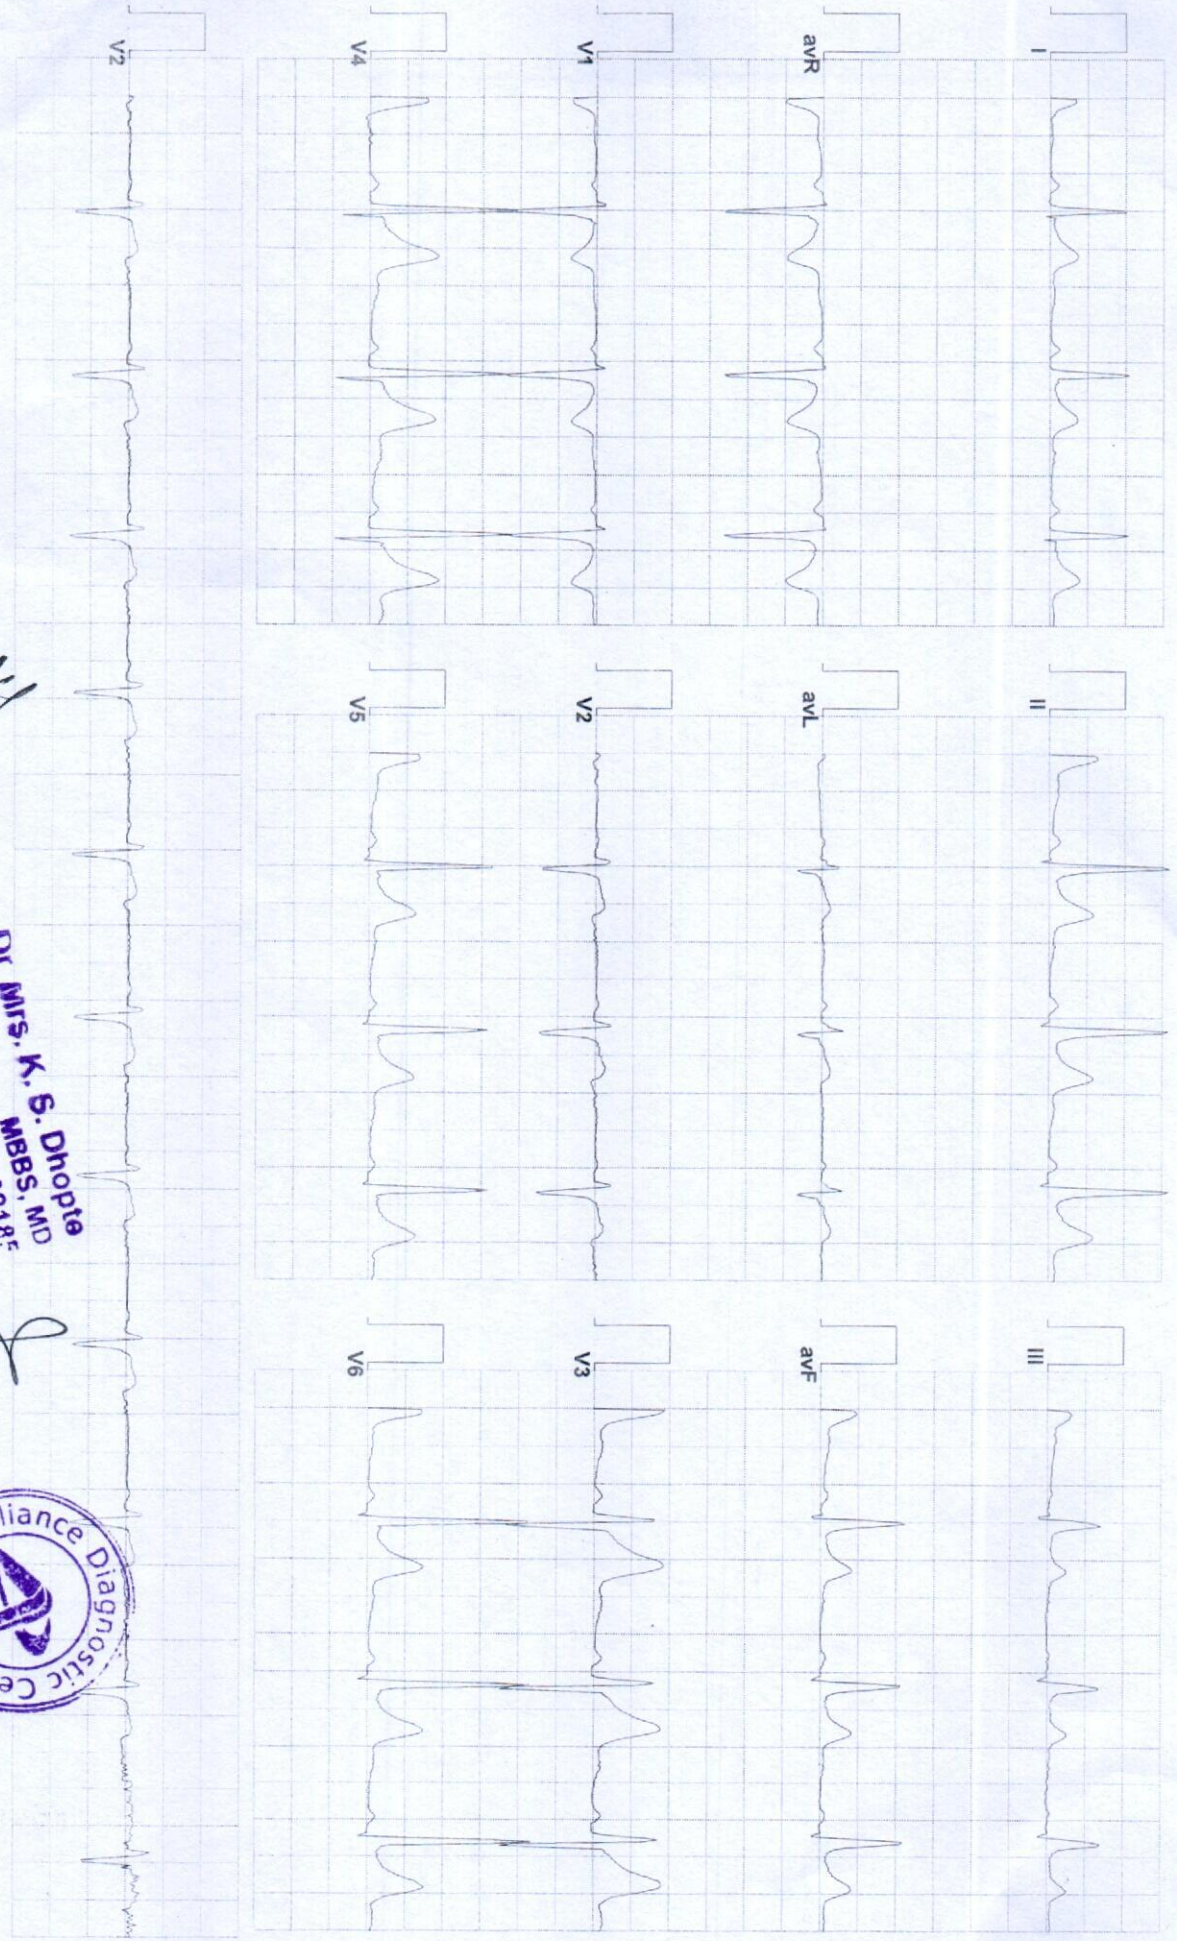 I
II
III
avR
avL
avF
V1
V2
V3
V4
V5
V6
V2
Dr Mrs. K. S. Dhopte
MBBS, MD
Diagnostic